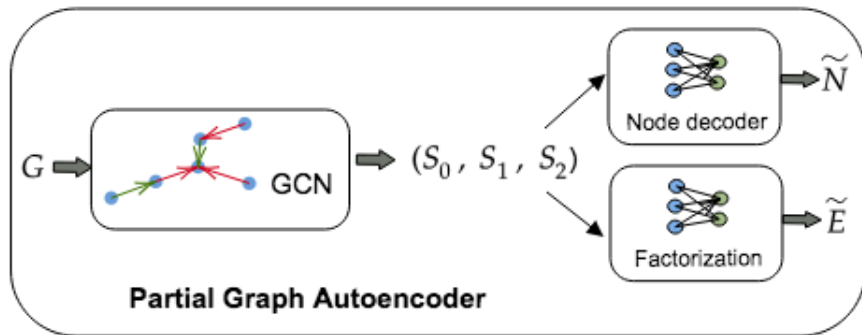 G
GCN
(S₀ , S₁ , S₂)
Node decoder
Ñ
Factorization
Ẽ
Partial Graph Autoencoder